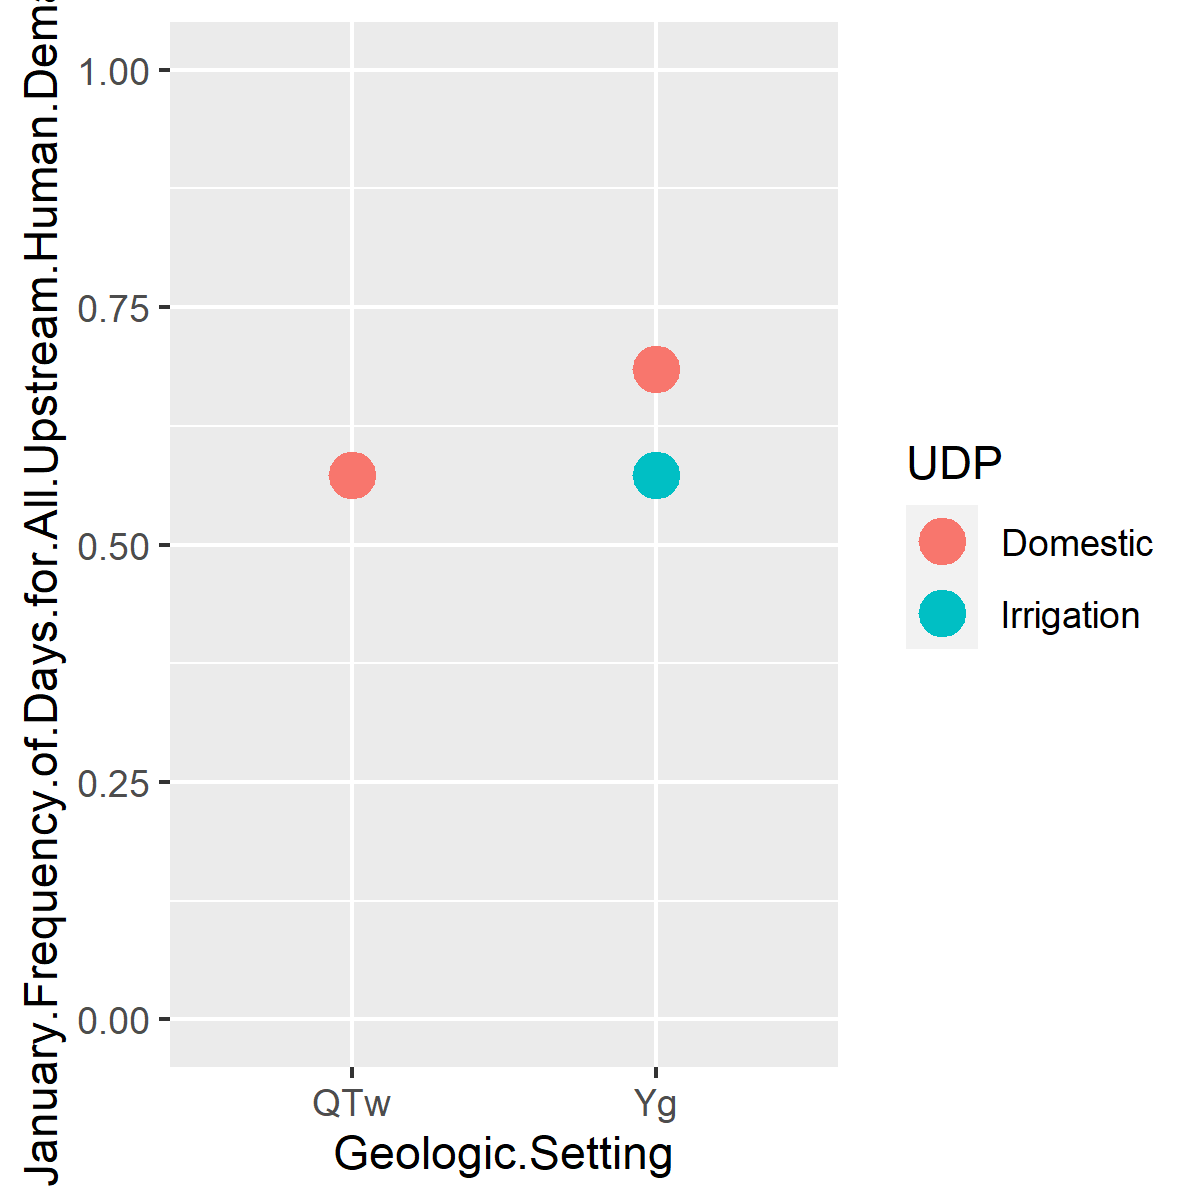 January.Frequency.of.Days.for.All.Upstream.Human.Dema
1.00
0.75
0.50
0.25
0.00
QTw
Yg
Geologic.Setting
UDP
Domestic
Irrigation